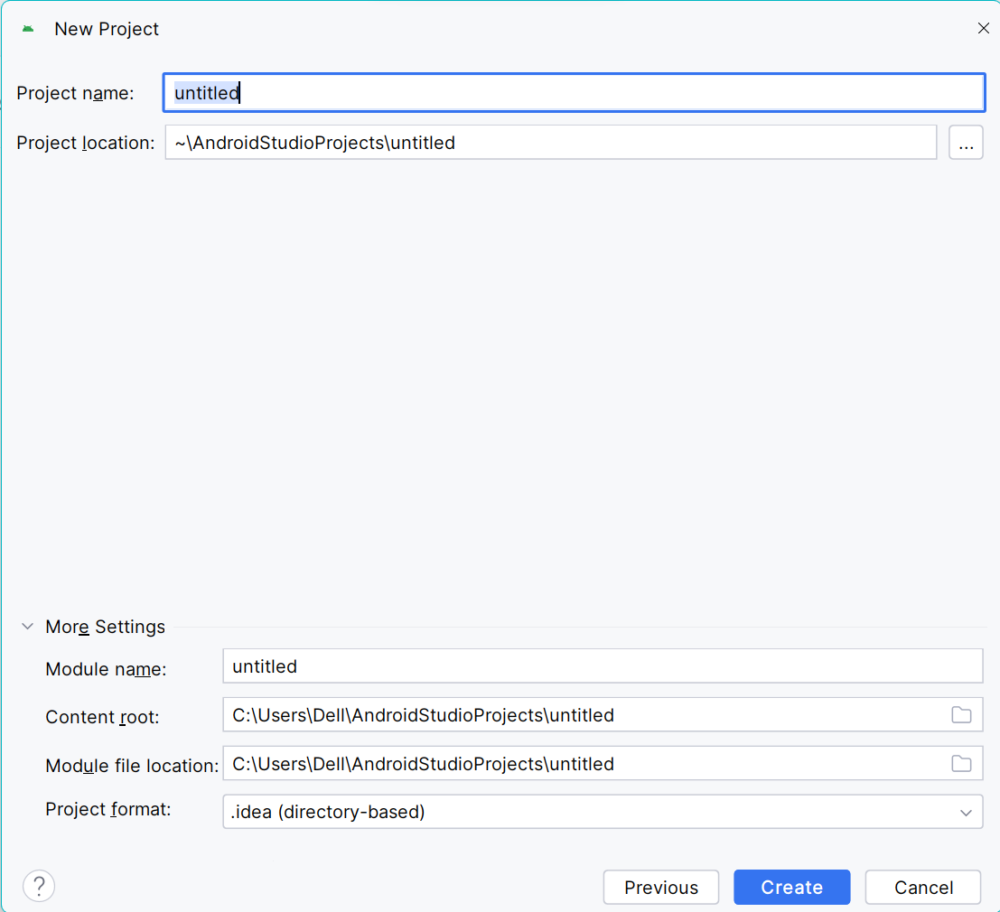 New Project
Project name: untitled
Project location: ~\AndroidStudioProjects\untitled ...
More Settings
Module name: untitled
Content root: C:\Users\Dell\AndroidStudioProjects\untitled
Module file location: C:\Users\Dell\AndroidStudioProjects\untitled
Project format: .idea (directory-based)
? Previous Create Cancel